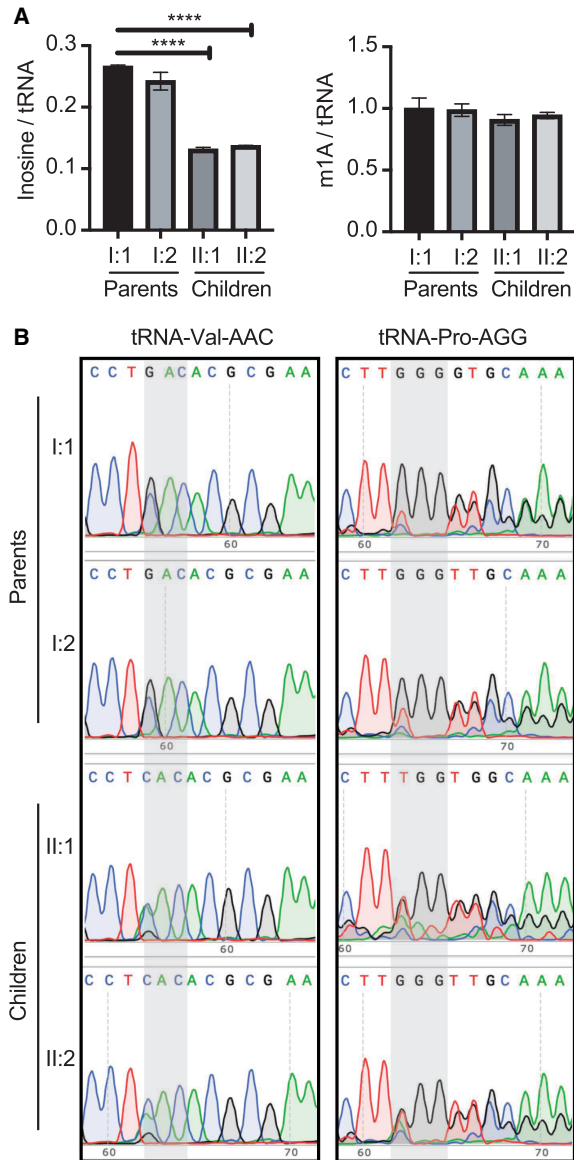 A
****
****
Inosine / tRNA
0.3
0.2
0.1
0.0
I:1 I:2 II:1 II:2
Parents Children
m1A / tRNA
1.5
1.0
0.5
0.0
I:1 I:2 II:1 II:2
Parents Children
B
tRNA-Val-AAC tRNA-Pro-AGG
Parents
I:1
C C T G A C A C G C G A A
60
C T T G G G G T G C A A A
60 70
I:2
C C T G A C A C G C G A A
60
C T T G G G T T G C A A A
70
Children
II:1
C C T C A C A C G C G A A
60
C T T T G G T G G C A A A
60 70
II:2
C C T C A C A C G C G A A
60 70
C T T G G G T T G C A A A
60 70